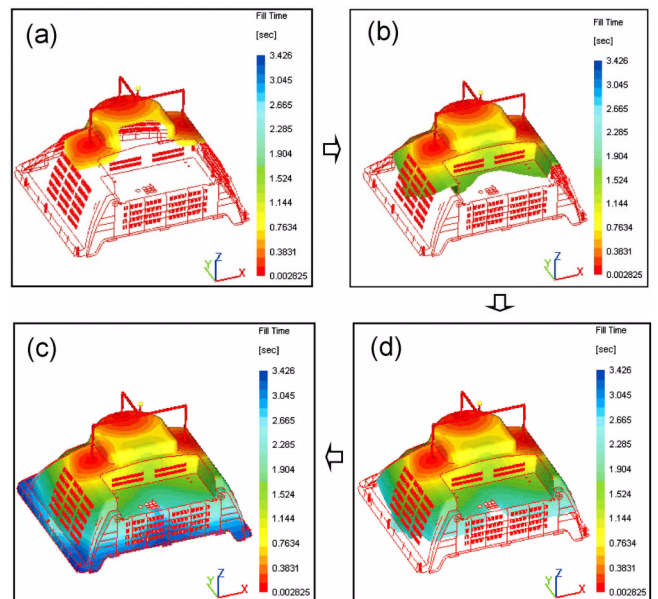 (a)
Fill Time
[sec]
3.426
3.045
2.665
2.285
1.904
1.524
1.144
0.7634
0.3831
0.002825
Z
Y
X
(b)
Fill Time
[sec]
3.426
3.045
2.665
2.285
1.904
1.524
1.144
0.7634
0.3831
0.002825
Z
Y
X
(c)
Fill Time
[sec]
3.426
3.045
2.665
2.285
1.904
1.524
1.144
0.7634
0.3831
0.002825
Z
Y
X
(d)
Fill Time
[sec]
3.426
3.045
2.665
2.285
1.904
1.524
1.144
0.7634
0.3831
0.002825
Z
Y
X